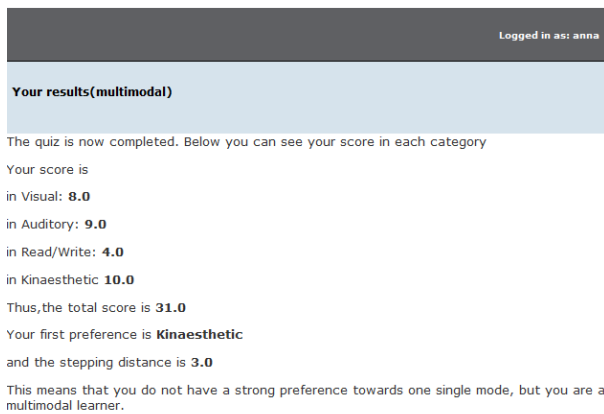 Logged in as: anna
Your results(multimodal)
The quiz is now completed. Below you can see your score in each category
Your score is
in Visual: 8.0
in Auditory: 9.0
in Read/Write: 4.0
in Kinaesthetic 10.0
Thus,the total score is 31.0
Your first preference is Kinaesthetic
and the stepping distance is 3.0
This means that you do not have a strong preference towards one single mode, but you are a
multimodal learner.